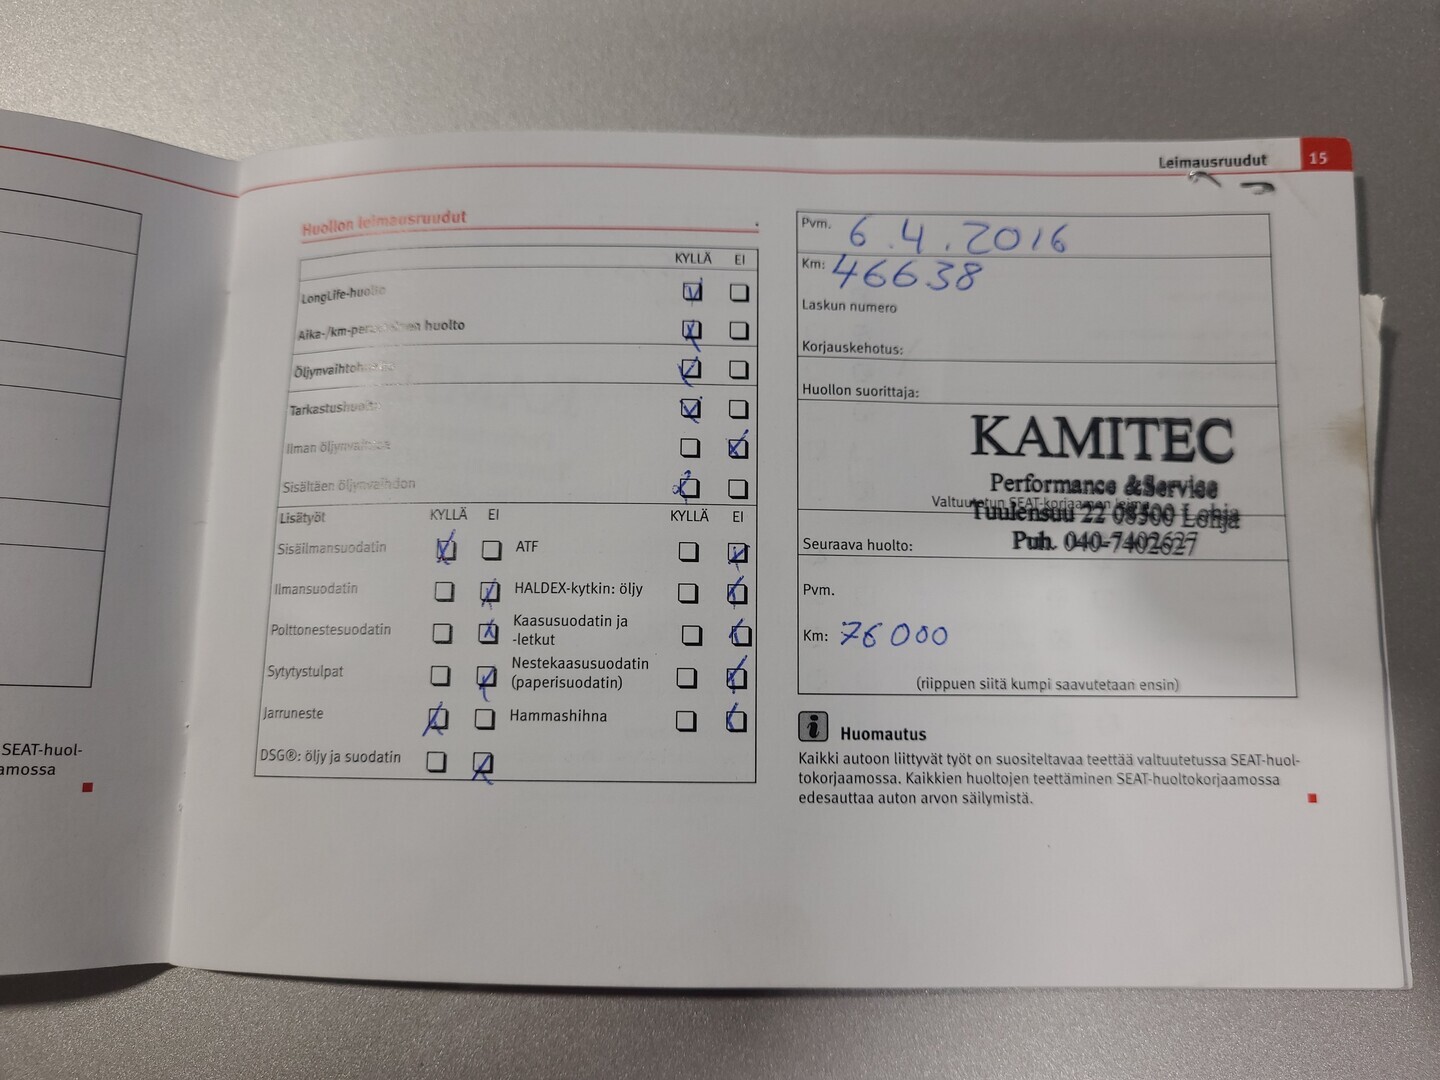 Leimausruudut 15
SEAT-huol-
amossa
Huollon leimausruudut
KYLLÄ EI
LongLife-huolto
Aika-/km-perusteinen huolto
Öljynvaihtohuolto
Tarkastushuolto
Ilman öljynvaihtoa
Sisältäen öljynvaihdon
Lisätyöt KYLLÄ EI KYLLÄ EI
Sisäilmansuodatin ATF
Ilmansuodatin HALDEX-kytkin: öljy
Polttonestesuodatin Kaasusuodatin ja
-letkut
Sytytystulpat Nestekaasusuodatin
(paperisuodatin)
Jarruneste Hammashihna
DSG®: öljy ja suodatin
Pvm. 6.4.2016
Km: 46638
Laskun numero
Korjauskehotus:
Huollon suorittaja:
KAMITEC
Performance &Service
Valtuutetun SEAT-korjaamon
Tuulensuu 22 08500 Lohja
Puh. 040-7402627
Seuraava huolto:
Pvm.
Km: 76000
(riippuen siitä kumpi saavutetaan ensin)
i Huomautus
Kaikki autoon liittyvät työt on suositeltavaa teettää valtuutetussa SEAT-huol-
tokorjaamossa. Kaikkien huoltojen teettäminen SEAT-huoltokorjaamossa
edesauttaa auton arvon säilymistä.